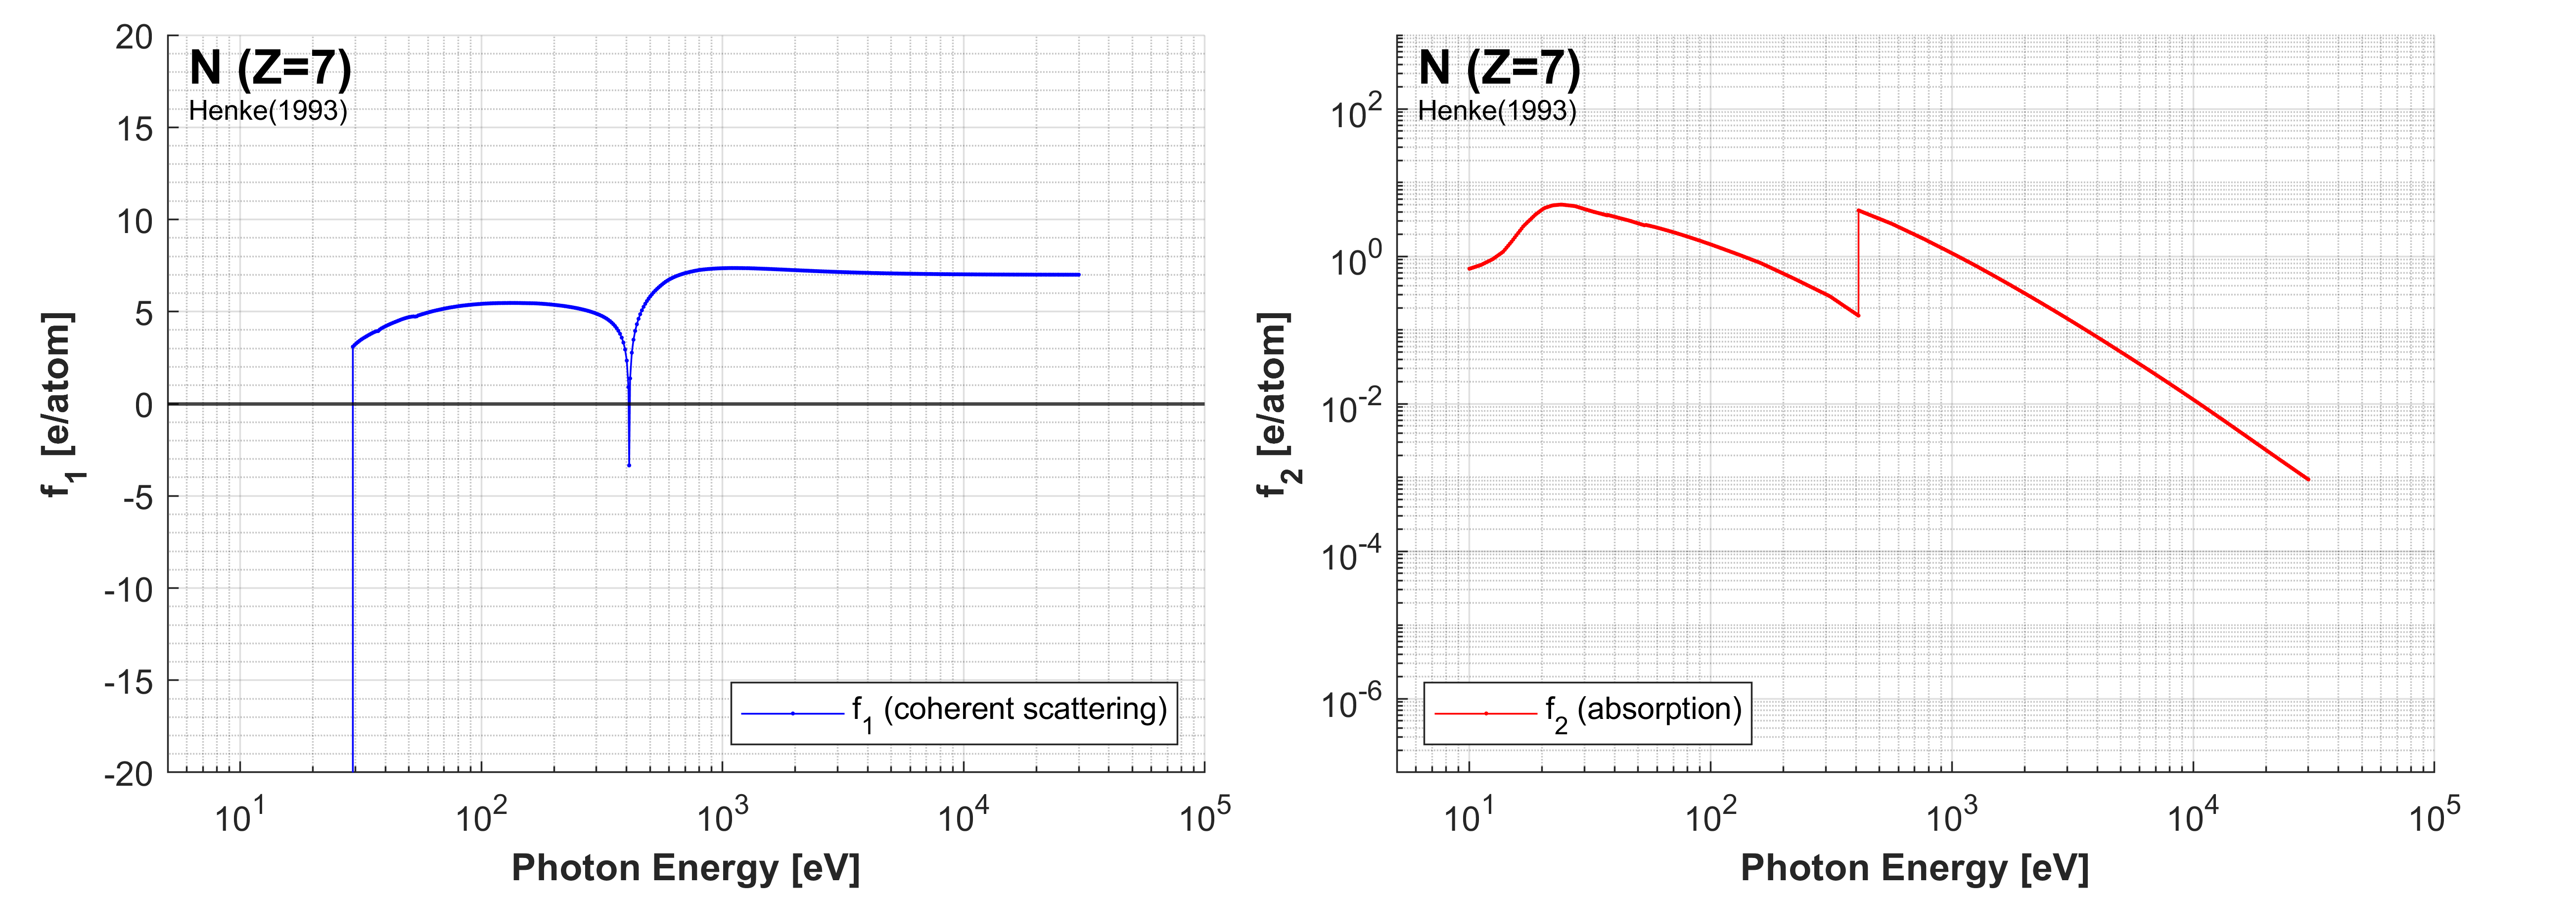 N (Z=7)
Henke(1993)
20
15
10
5
0
-5
-10
-15
-20
f1 [e/atom]
f1 (coherent scattering)
10^1 10^2 10^3 10^4 10^5
Photon Energy [eV]
N (Z=7)
Henke(1993)
10^2
10^0
10^-2
10^-4
10^-6
f2 [e/atom]
f2 (absorption)
10^1 10^2 10^3 10^4 10^5
Photon Energy [eV]